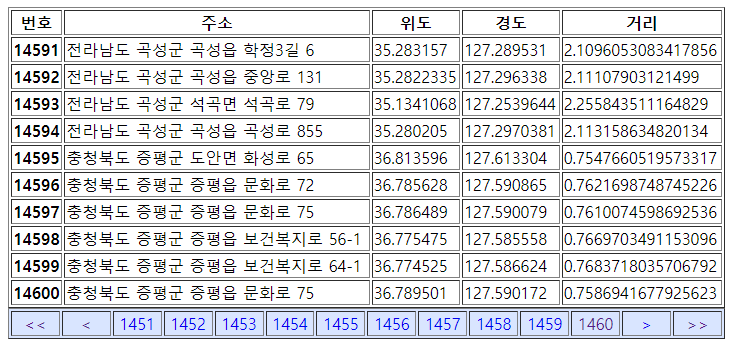 번호 주소 위도 경도 거리
14591 전라남도 곡성군 곡성읍 학정3길 6 35.283157 127.289531 2.1096053083417856
14592 전라남도 곡성군 곡성읍 중앙로 131 35.2822335 127.296338 2.11107903121499
14593 전라남도 곡성군 석곡면 석곡로 79 35.1341068 127.2539644 2.255843511164829
14594 전라남도 곡성군 곡성읍 곡성로 855 35.280205 127.2970381 2.113158634820134
14595 충청북도 증평군 도안면 화성로 65 36.813596 127.613304 0.7547660519573317
14596 충청북도 증평군 증평읍 문화로 72 36.785628 127.590865 0.7621698748745226
14597 충청북도 증평군 증평읍 문화로 75 36.786489 127.590079 0.7610074598692536
14598 충청북도 증평군 증평읍 보건복지로 56-1 36.775475 127.585558 0.7669703491153096
14599 충청북도 증평군 증평읍 보건복지로 64-1 36.774525 127.586624 0.7683718035706792
14600 충청북도 증평군 증평읍 문화로 75 36.789501 127.590172 0.7586941677925623
<< < 1451 1452 1453 1454 1455 1456 1457 1458 1459 1460 > >>